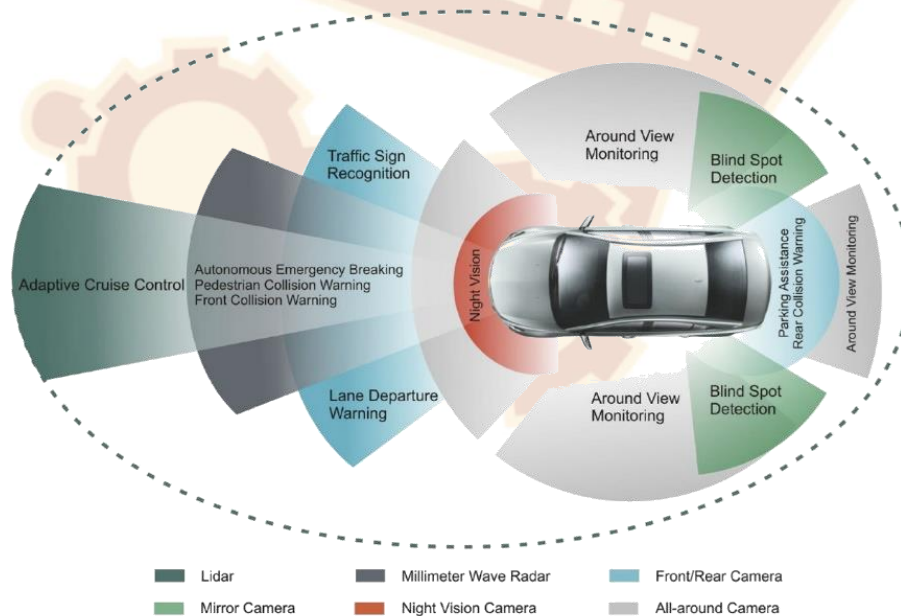 Around View
Monitoring
Blind Spot
Detection
Traffic Sign
Recognition
Adaptive Cruise Control
Autonomous Emergency Breaking
Pedestrian Collision Warning
Front Collision Warning
Night Vision
Parking Assistance
Rear Collision Warning
Around View Monitoring
Lane Departure
Warning
Around View
Monitoring
Blind Spot
Detection
Lidar
Millimeter Wave Radar
Front/Rear Camera
Mirror Camera
Night Vision Camera
All-around Camera